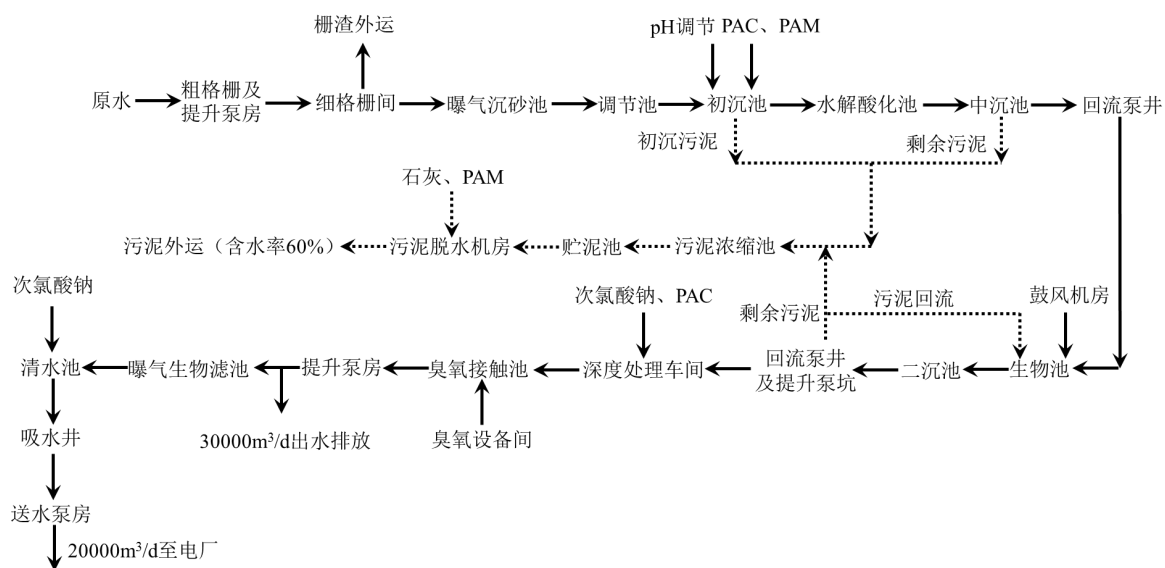 栅渣外运
pH调节 PAC、PAM
原水
粗格栅及
提升泵房
细格栅间
曝气沉砂池
调节池
初沉池
水解酸化池
中沉池
回流泵井
初沉污泥
剩余污泥
石灰、PAM
污泥外运（含水率60%）
污泥脱水机房
贮泥池
污泥浓缩池
次氯酸钠
次氯酸钠、PAC
剩余污泥
污泥回流
鼓风机房
清水池
曝气生物滤池
提升泵房
臭氧接触池
深度处理车间
回流泵井
及提升泵坑
二沉池
生物池
吸水井
30000m³/d出水排放
臭氧设备间
送水泵房
20000m³/d至电厂